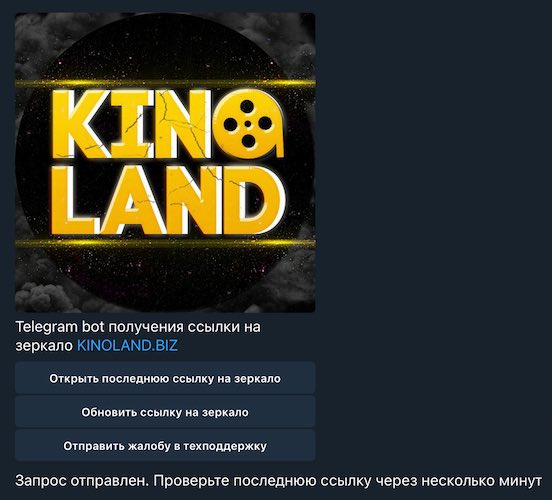 KINO
LAND
Telegram bot получения ссылки на
зеркало KINOLAND.BIZ
Открыть последнюю ссылку на зеркало
Обновить ссылку на зеркало
Отправить жалобу в техподдержку
Запрос отправлен. Проверьте последнюю ссылку через несколько минут